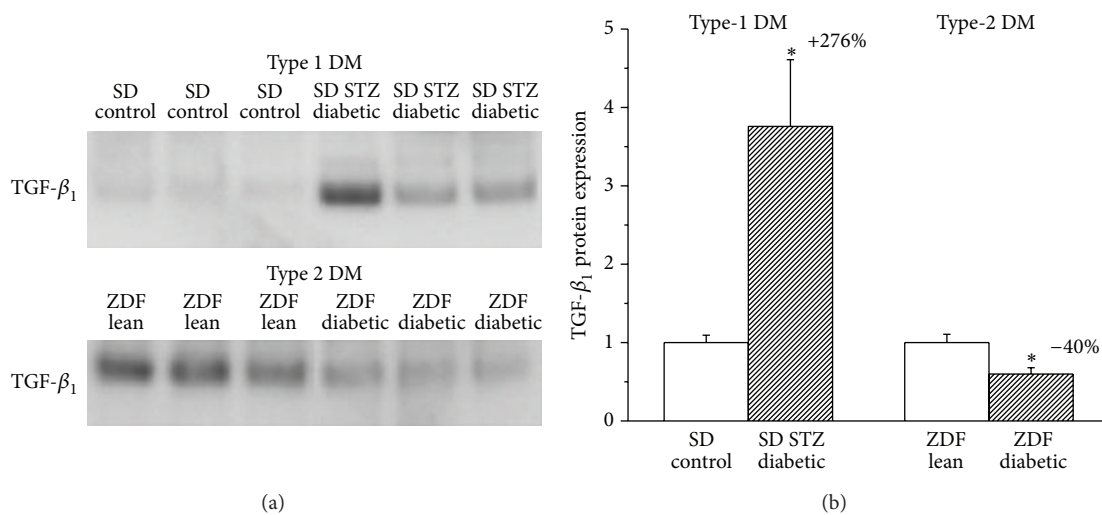 Type 1 DM
SD SD SD SD STZ SD STZ SD STZ
control control control diabetic diabetic diabetic
TGF-β₁
Type 2 DM
ZDF ZDF ZDF ZDF ZDF ZDF
lean lean lean diabetic diabetic diabetic
TGF-β₁
(a)
Type-1 DM Type-2 DM
5
4
3
2
1
0
TGF-β₁ protein expression
* +276%
* −40%
SD SD STZ ZDF ZDF
control diabetic lean diabetic
(b)